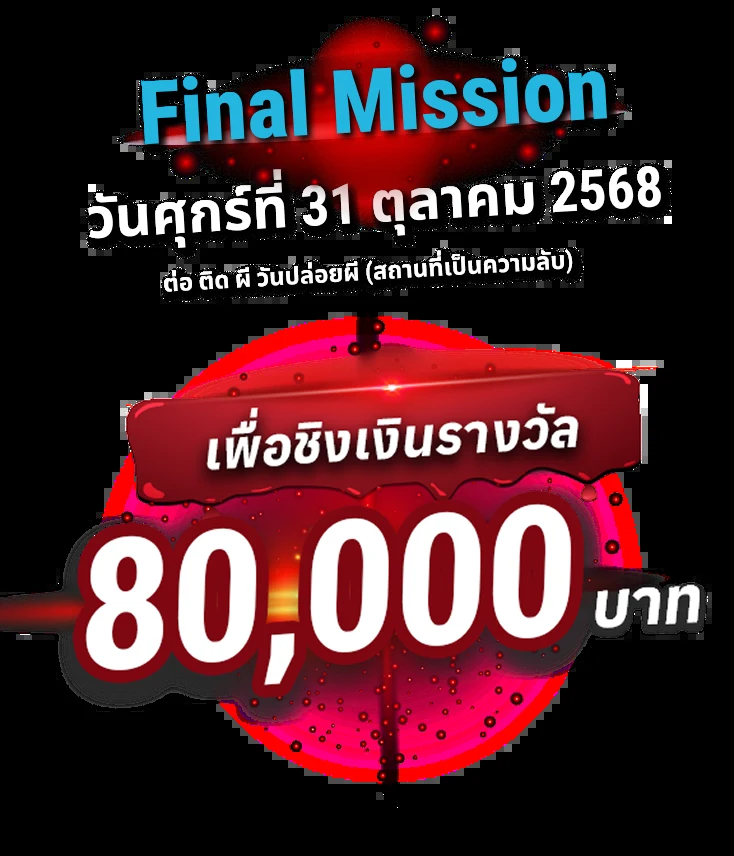 Final Mission
วันศุกร์ที่ 31 ตุลาคม 2568
ต่อ ติด ผี วันปล่อยผี (สถานที่เป็นความลับ)
เพื่อชิงเงินรางวัล
80,000 บาท